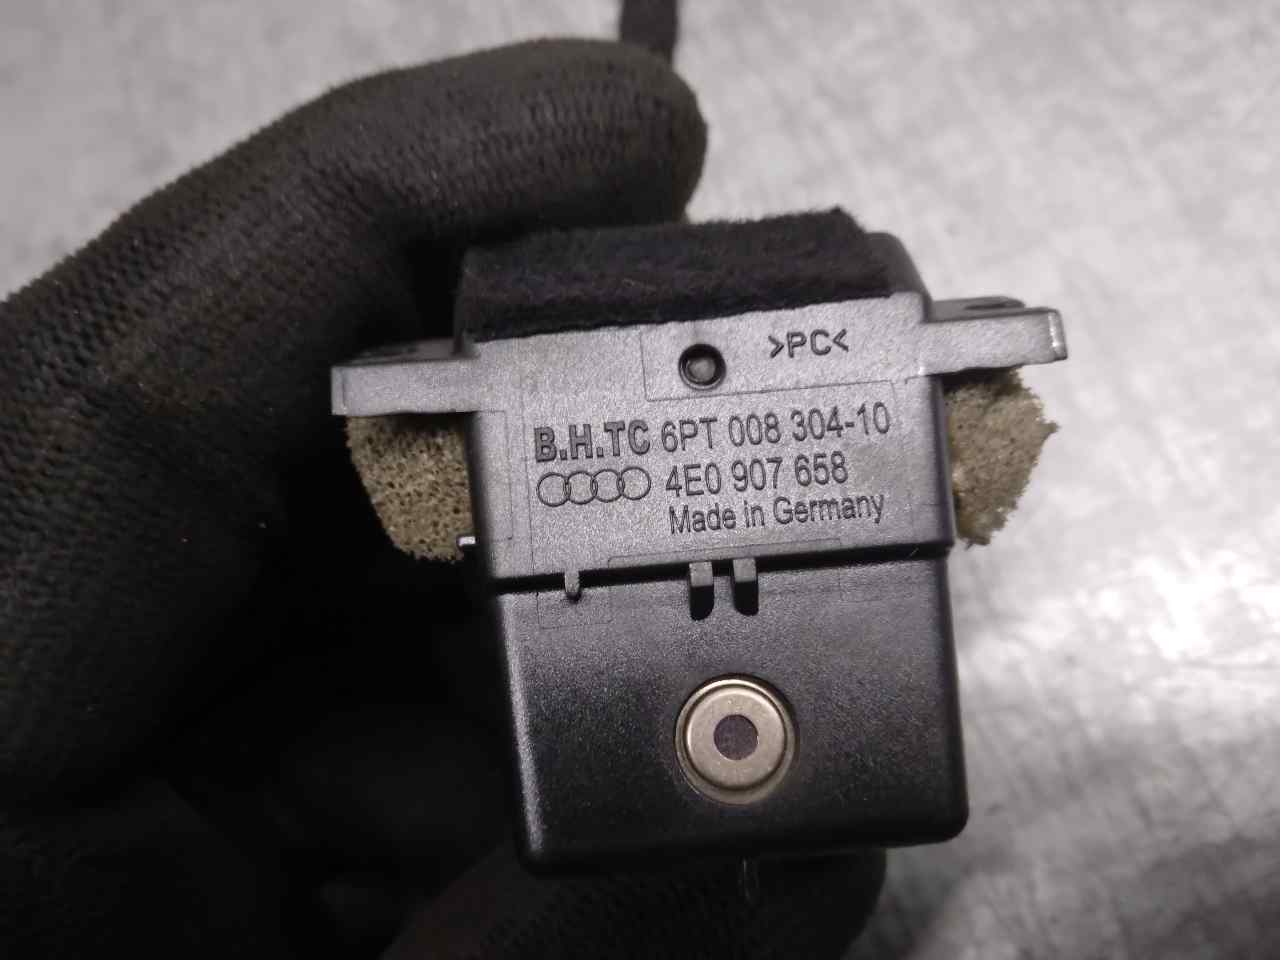 >PC<
B.H.TC 6PT 008 304-10
4E0 907 658
Made in Germany